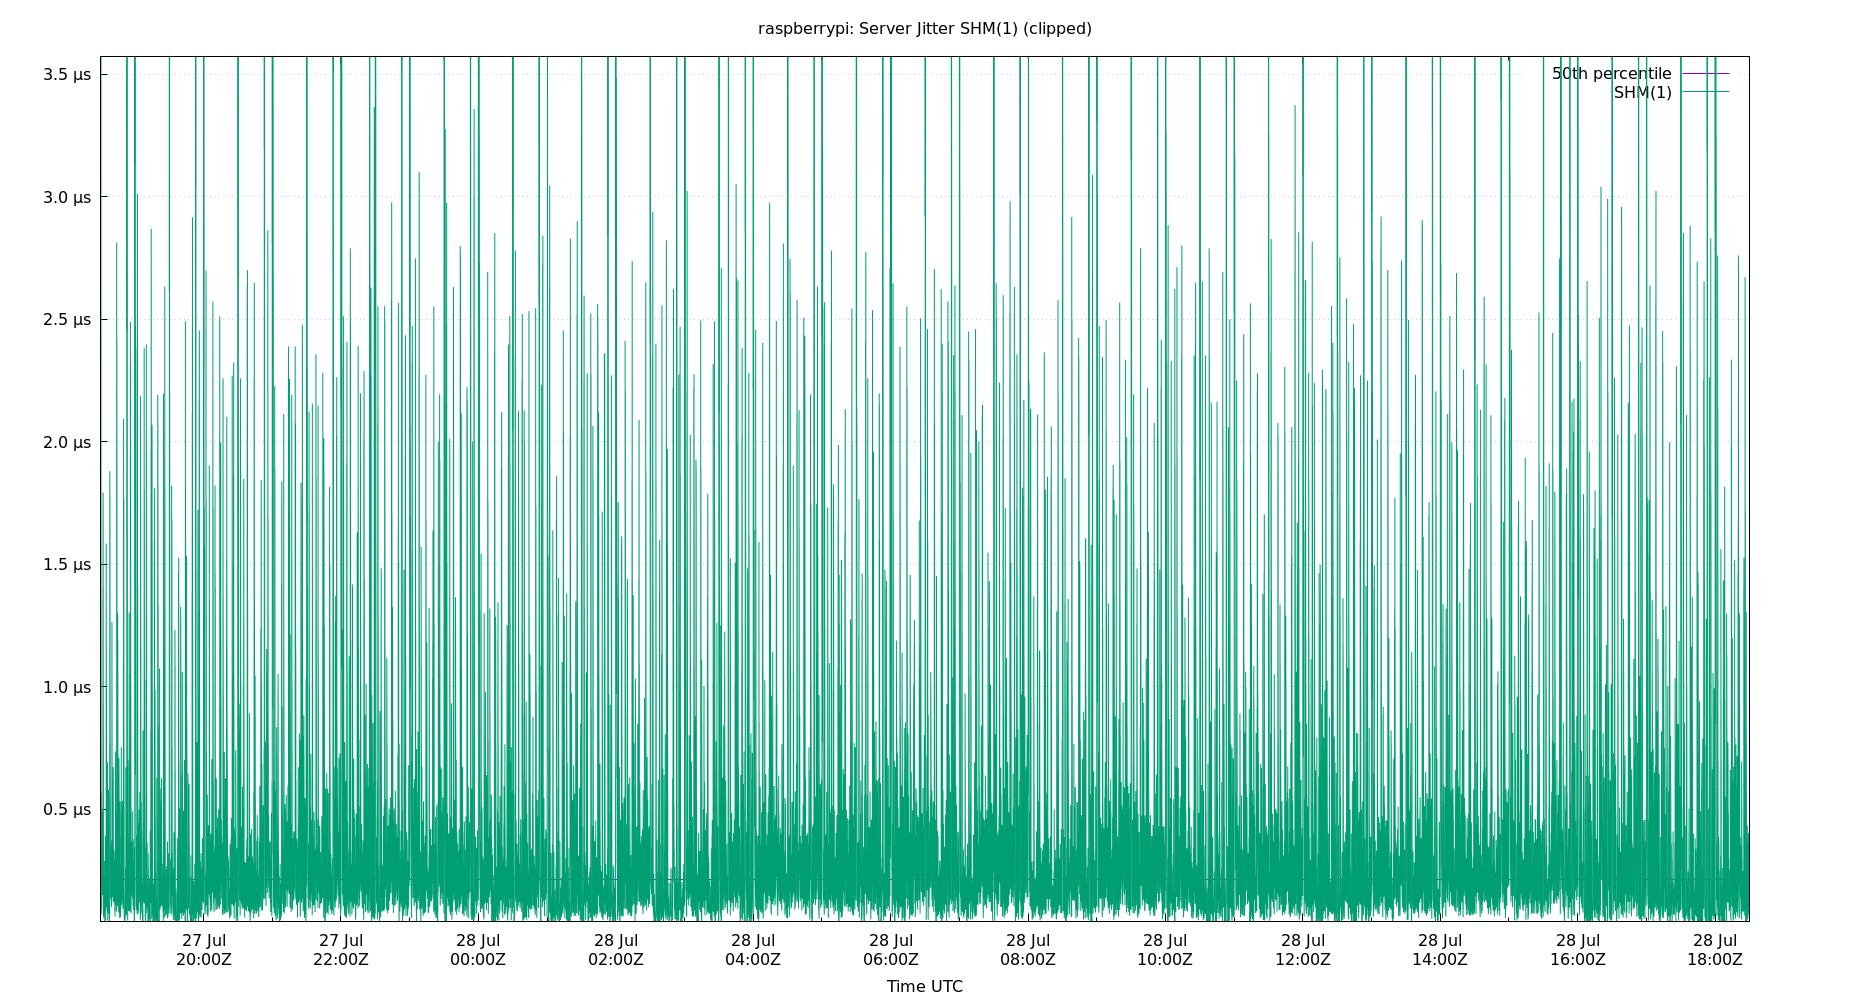 raspberrypi: Server Jitter SHM(1) (clipped)
3.5 µs
3.0 µs
2.5 µs
2.0 µs
1.5 µs
1.0 µs
0.5 µs
50th percentile
SHM(1)
27 Jul 27 Jul 28 Jul 28 Jul 28 Jul 28 Jul 28 Jul 28 Jul 28 Jul 28 Jul 28 Jul 28 Jul
20:00Z 22:00Z 00:00Z 02:00Z 04:00Z 06:00Z 08:00Z 10:00Z 12:00Z 14:00Z 16:00Z 18:00Z
Time UTC